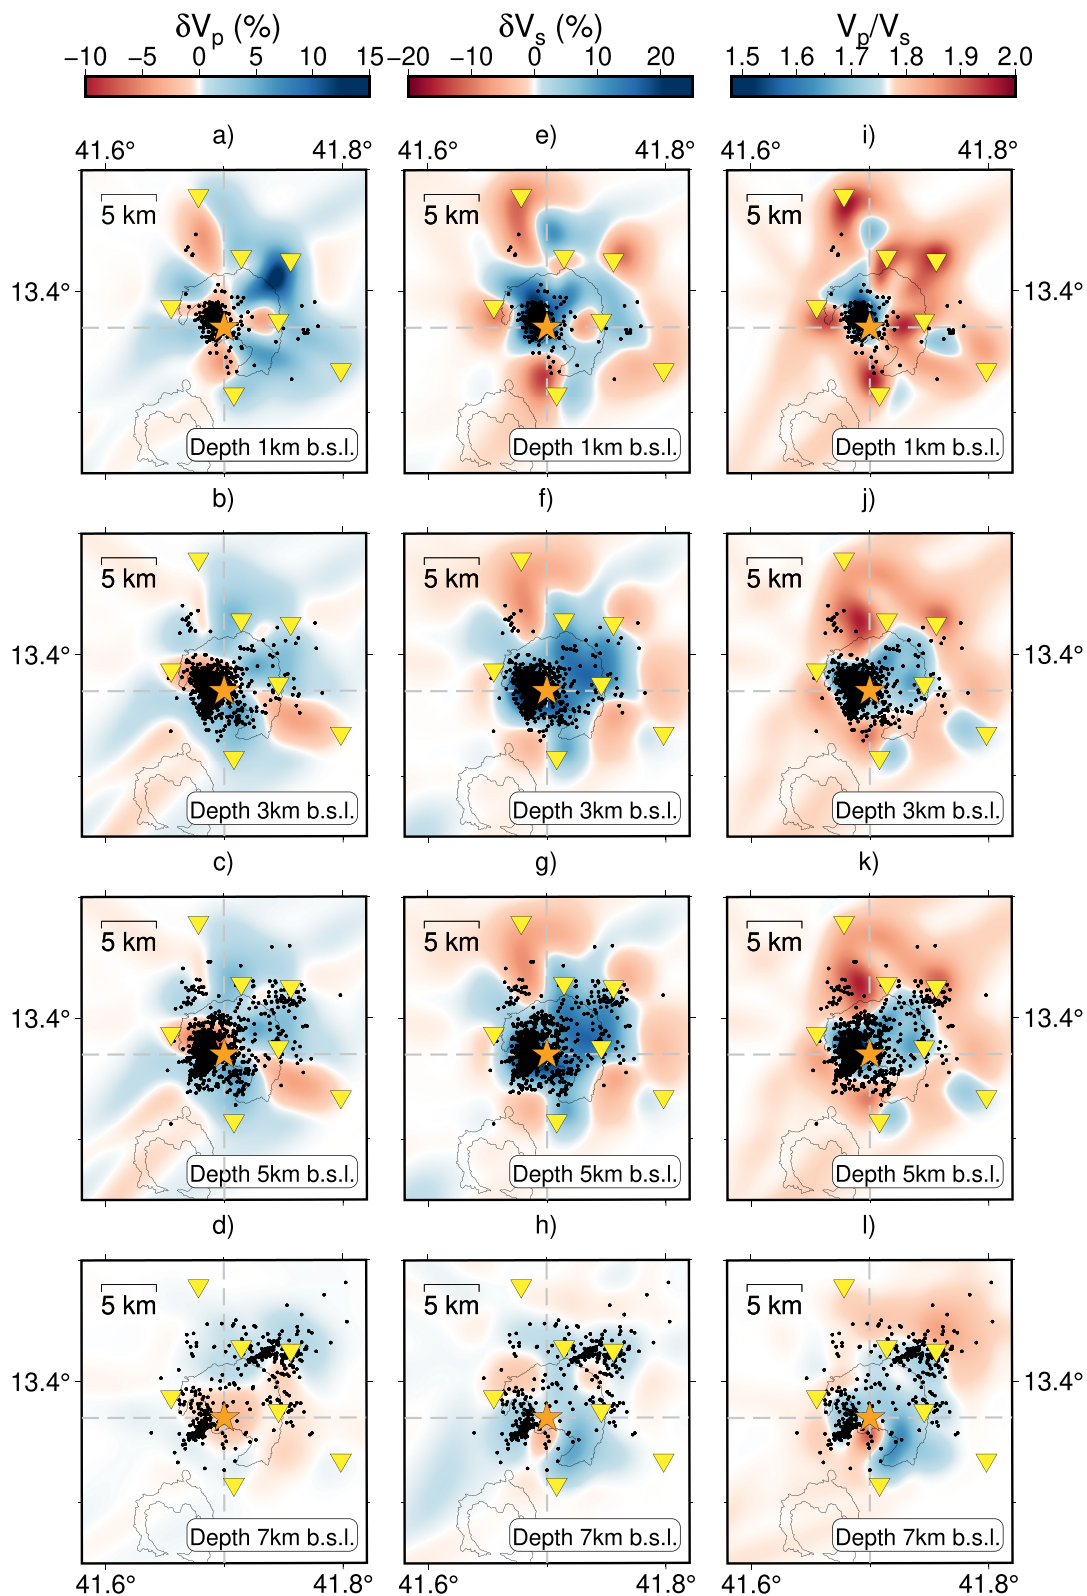 δVp (%) δVs (%) Vp/Vs
−10 −5 0 5 10 15 −20 −10 0 10 20 1.5 1.6 1.7 1.8 1.9 2.0
a) e) i)
41.6° 41.8° 41.6° 41.8° 41.6° 41.8°
5 km 5 km 5 km
13.4° 13.4°
Depth 1km b.s.l. Depth 1km b.s.l. Depth 1km b.s.l.
b) f) j)
5 km 5 km 5 km
13.4° 13.4°
Depth 3km b.s.l. Depth 3km b.s.l. Depth 3km b.s.l.
c) g) k)
5 km 5 km 5 km
13.4° 13.4°
Depth 5km b.s.l. Depth 5km b.s.l. Depth 5km b.s.l.
d) h) l)
5 km 5 km 5 km
13.4° 13.4°
Depth 7km b.s.l. Depth 7km b.s.l. Depth 7km b.s.l.
41.6° 41.8° 41.6° 41.8° 41.6° 41.8°